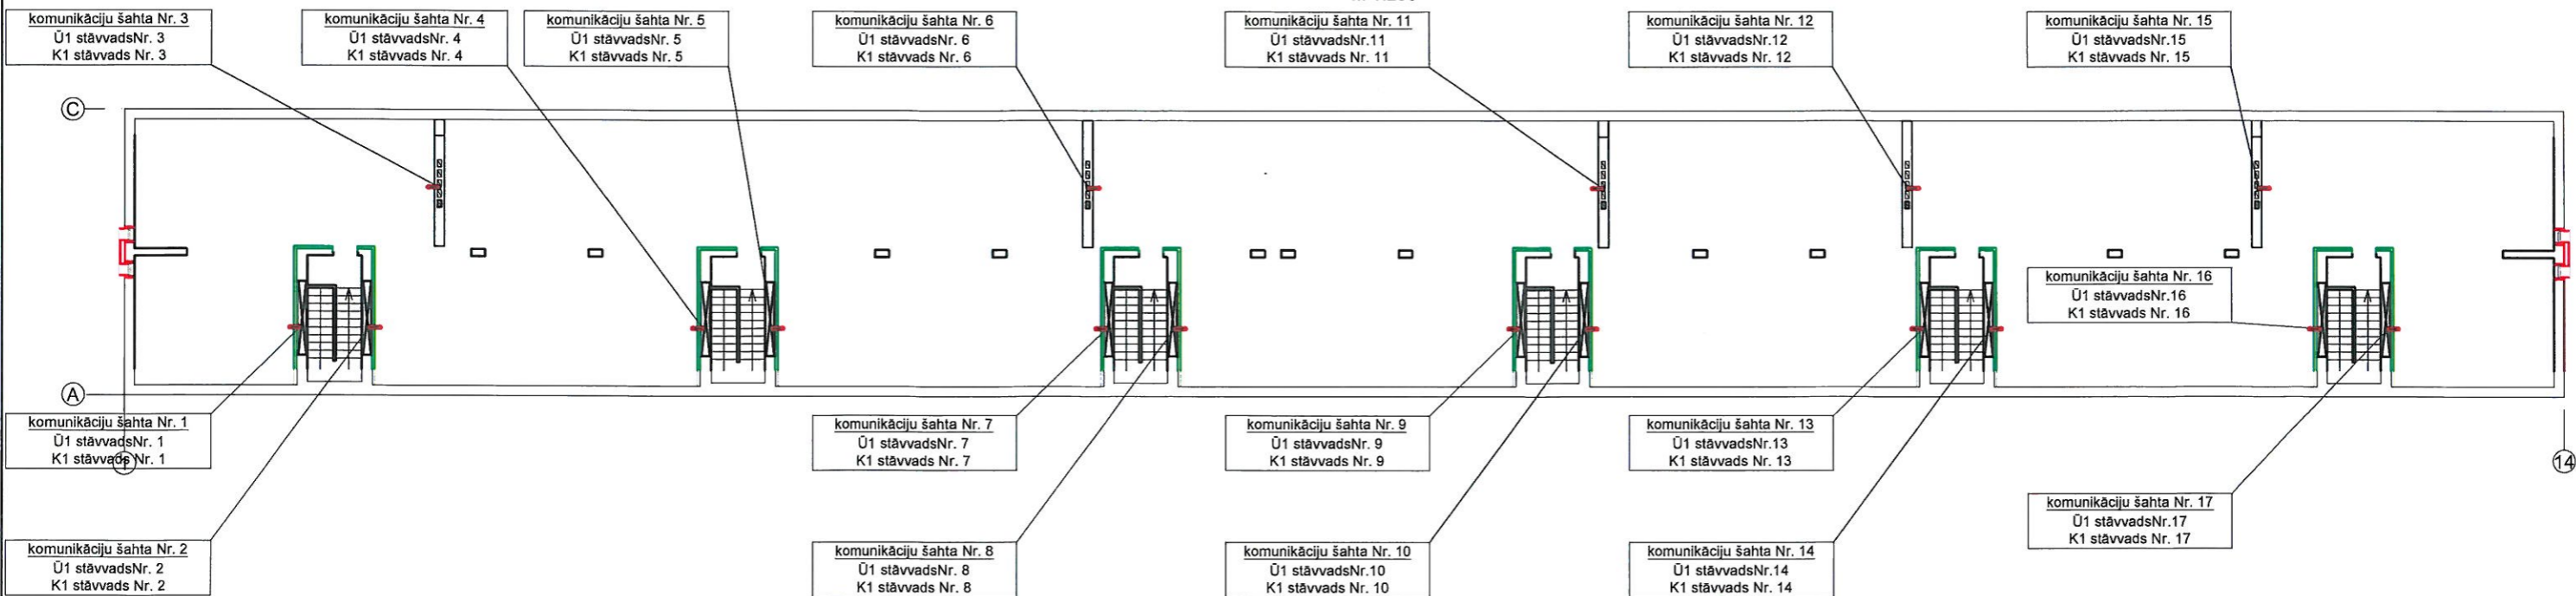 komunikāciju šahta Nr. 3
Ū1 stāvvadsNr. 3
K1 stāvvads Nr. 3
komunikāciju šahta Nr. 4
Ū1 stāvvadsNr. 4
K1 stāvvads Nr. 4
komunikāciju šahta Nr. 5
Ū1 stāvvadsNr. 5
K1 stāvvads Nr. 5
komunikāciju šahta Nr. 6
Ū1 stāvvadsNr. 6
K1 stāvvads Nr. 6
komunikāciju šahta Nr. 11
Ū1 stāvvadsNr.11
K1 stāvvads Nr. 11
komunikāciju šahta Nr. 12
Ū1 stāvvadsNr.12
K1 stāvvads Nr. 12
komunikāciju šahta Nr. 15
Ū1 stāvvadsNr.15
K1 stāvvads Nr. 15
C
komunikāciju šahta Nr. 16
Ū1 stāvvadsNr.16
K1 stāvvads Nr. 16
A
komunikāciju šahta Nr. 1
Ū1 stāvvadsNr. 1
K1 stāvvads Nr. 1
1
komunikāciju šahta Nr. 7
Ū1 stāvvadsNr. 7
K1 stāvvads Nr. 7
komunikāciju šahta Nr. 9
Ū1 stāvvadsNr. 9
K1 stāvvads Nr. 9
komunikāciju šahta Nr. 13
Ū1 stāvvadsNr.13
K1 stāvvads Nr. 13
14
komunikāciju šahta Nr. 17
Ū1 stāvvadsNr.17
K1 stāvvads Nr. 17
komunikāciju šahta Nr. 2
Ū1 stāvvadsNr. 2
K1 stāvvads Nr. 2
komunikāciju šahta Nr. 8
Ū1 stāvvadsNr. 8
K1 stāvvads Nr. 8
komunikāciju šahta Nr. 10
Ū1 stāvvadsNr.10
K1 stāvvads Nr. 10
komunikāciju šahta Nr. 14
Ū1 stāvvadsNr.14
K1 stāvvads Nr. 14